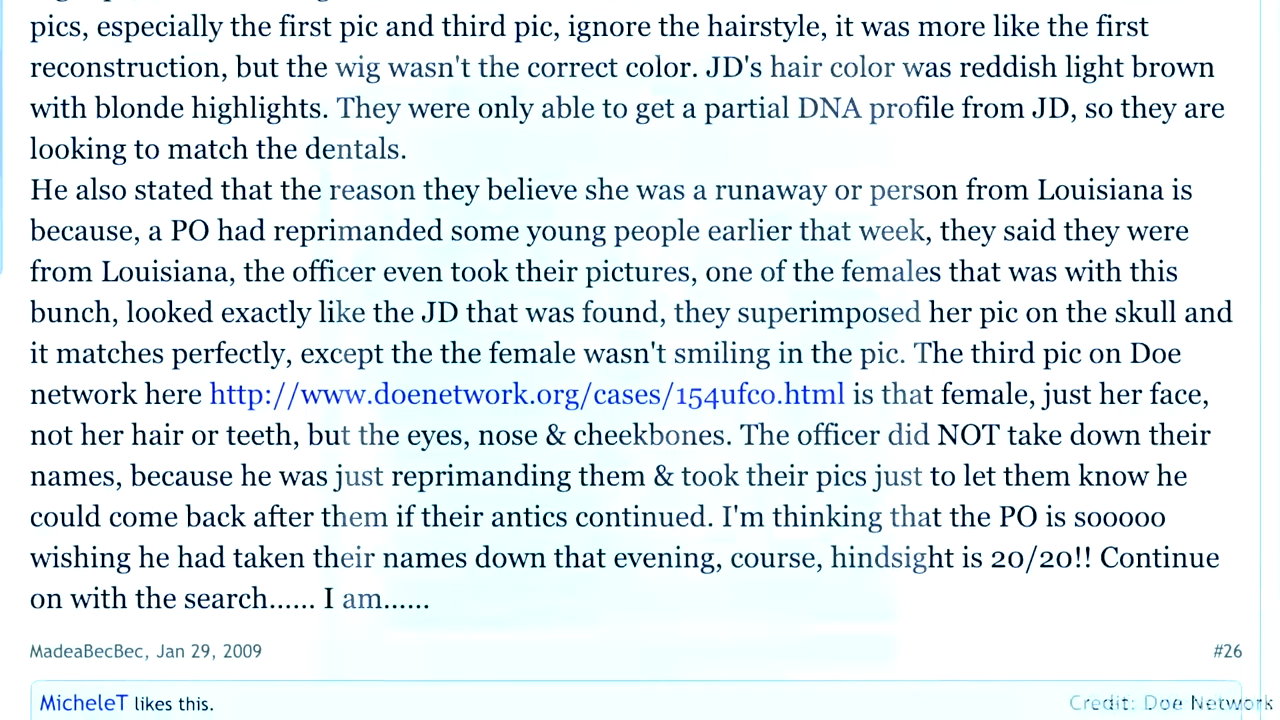 pics, especially the first pic and third pic, ignore the hairstyle, it was more like the first
reconstruction, but the wig wasn't the correct color. JD's hair color was reddish light brown
with blonde highlights. They were only able to get a partial DNA profile from JD, so they are
looking to match the dentals.
He also stated that the reason they believe she was a runaway or person from Louisiana is
because, a PO had reprimanded some young people earlier that week, they said they were
from Louisiana, the officer even took their pictures, one of the females that was with this
bunch, looked exactly like the JD that was found, they superimposed her pic on the skull and
it matches perfectly, except the the female wasn't smiling in the pic. The third pic on Doe
network here http://www.doenetwork.org/cases/154ufco.html is that female, just her face,
not her hair or teeth, but the eyes, nose & cheekbones. The officer did NOT take down their
names, because he was just reprimanding them & took their pics just to let them know he
could come back after them if their antics continued. I'm thinking that the PO is sooooo
wishing he had taken their names down that evening, course, hindsight is 20/20!! Continue
on with the search...... I am......
MadeaBecBec, Jan 29, 2009 #26
MicheleT likes this.
Credit: Doe Network